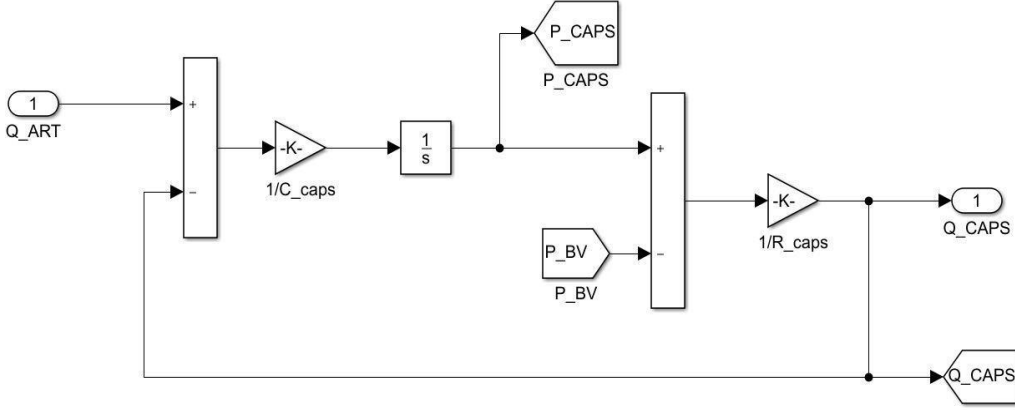 P_CAPS
P_CAPS
1
Q_ART
+
−
-K-
1/C_caps
1
s
+
−
P_BV
P_BV
-K-
1/R_caps
1
Q_CAPS
Q_CAPS